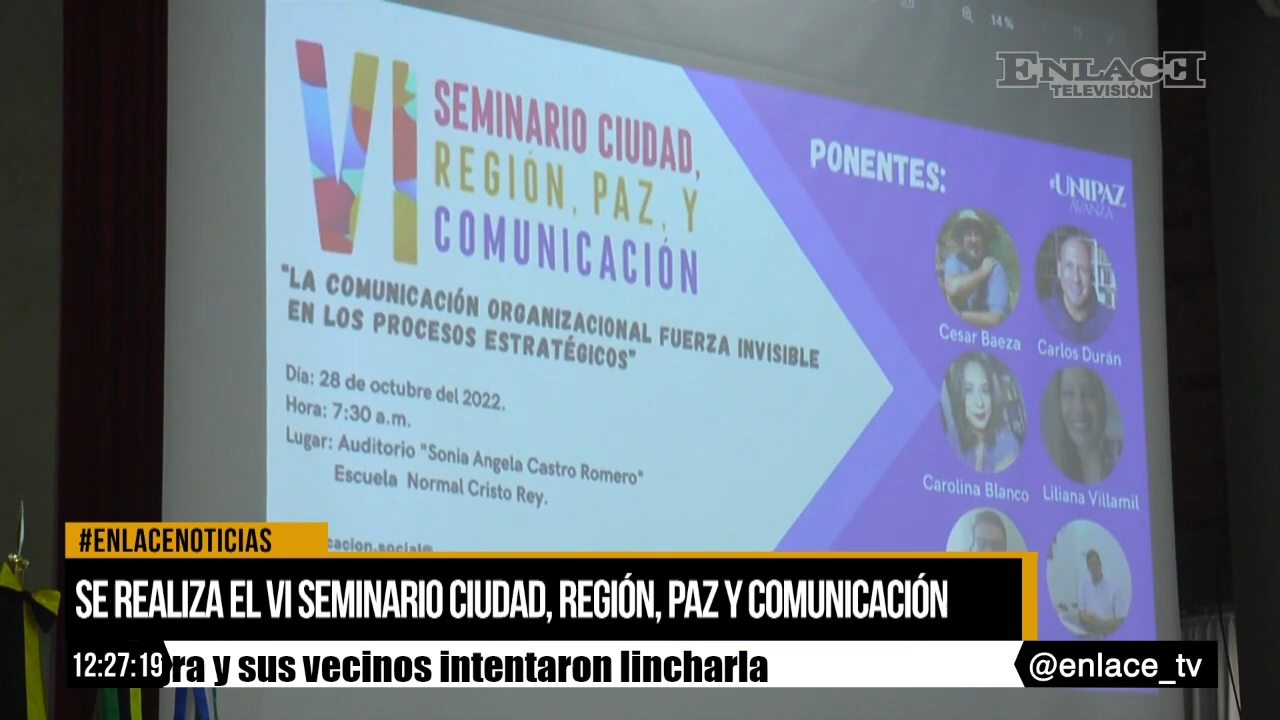 14%
ENLACE
TELEVISIÓN
VI
SEMINARIO CIUDAD,
REGIÓN, PAZ, Y
COMUNICACIÓN
"LA COMUNICACIÓN ORGANIZACIONAL FUERZA INVISIBLE
EN LOS PROCESOS ESTRATÉGICOS"
Día: 28 de octubre del 2022.
Hora: 7:30 a.m.
Lugar: Auditorio "Sonia Angela Castro Romero"
Escuela Normal Cristo Rey.
PONENTES:
UNIPAZ
AVANZA
Cesar Baeza
Carlos Durán
Carolina Blanco
Liliana Villamil
cacion.social@
#ENLACENOTICIAS
SE REALIZA EL VI SEMINARIO CIUDAD, REGIÓN, PAZ Y COMUNICACIÓN
12:27:19
ra y sus vecinos intentaron lincharla
@enlace_tv